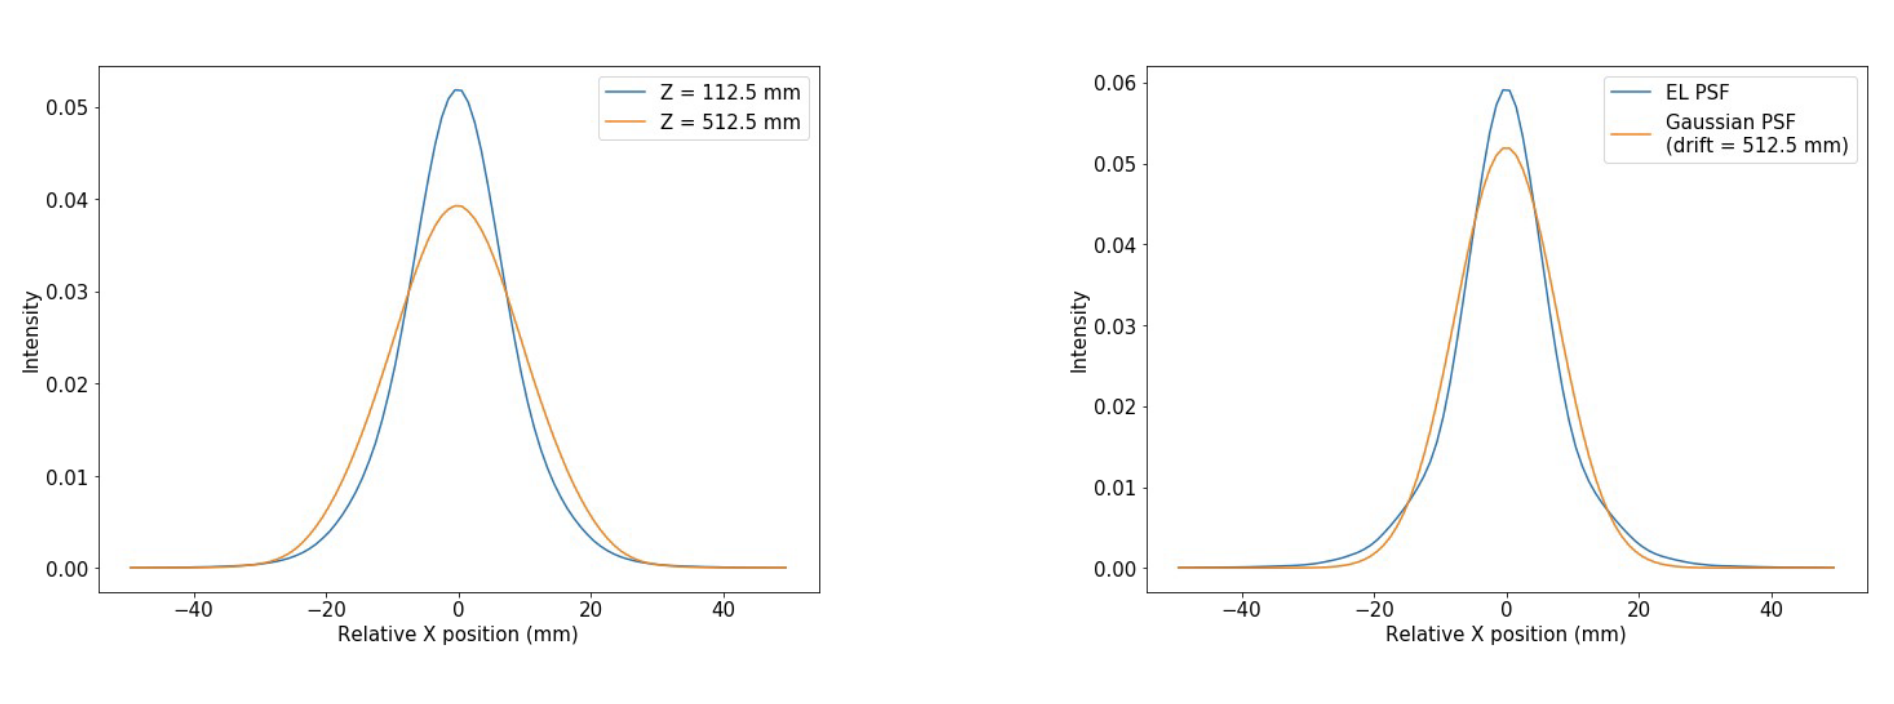 0.05
0.04
0.03
0.02
0.01
0.00
Intensity
−40
−20
0
20
40
Relative X position (mm)
Z = 112.5 mm
Z = 512.5 mm
0.06
0.05
0.04
0.03
0.02
0.01
0.00
Intensity
−40
−20
0
20
40
Relative X position (mm)
EL PSF
Gaussian PSF
(drift = 512.5 mm)